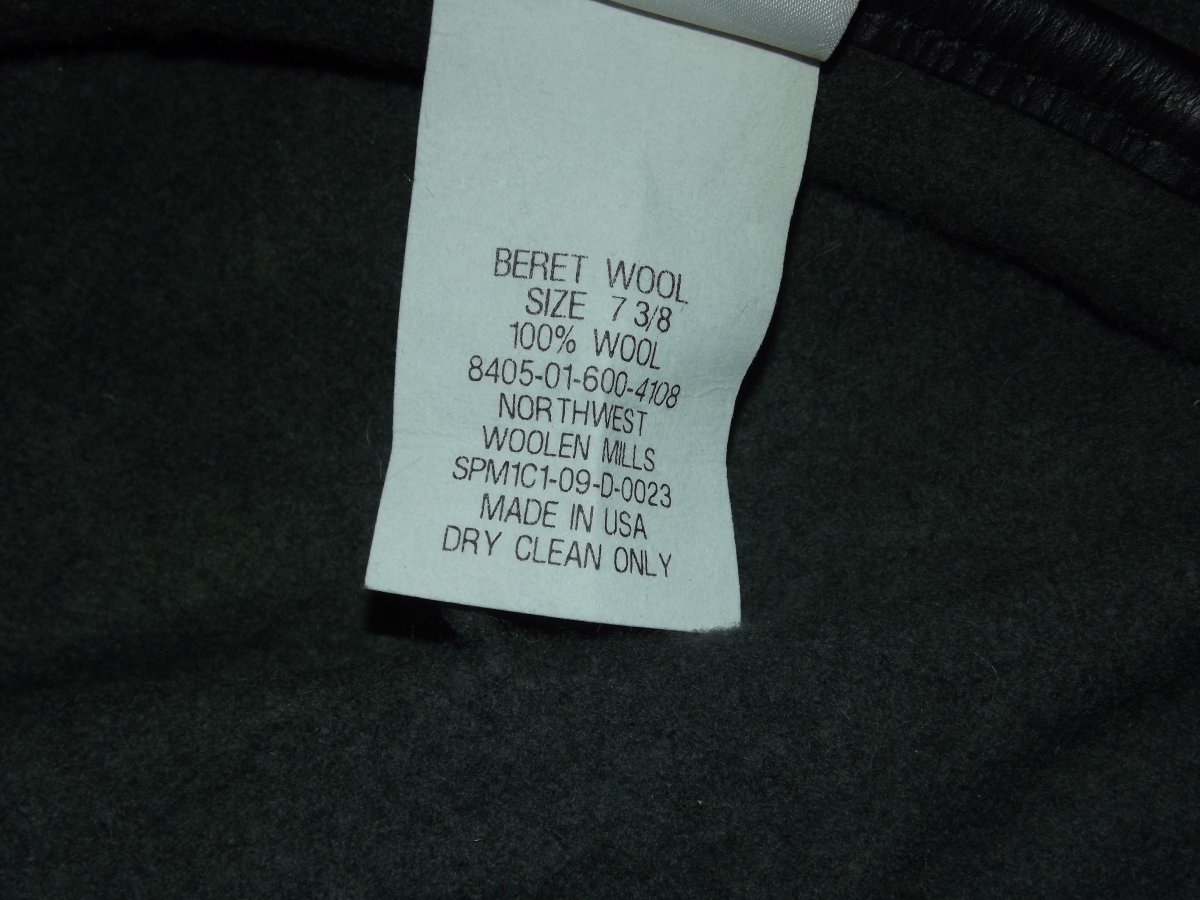 BERET WOOL
SIZE 7 3/8
100% WOOL
8405-01-600-4108
NORTHWEST
WOOLEN MILLS
SPM1C1-09-D-0023
MADE IN USA
DRY CLEAN ONLY